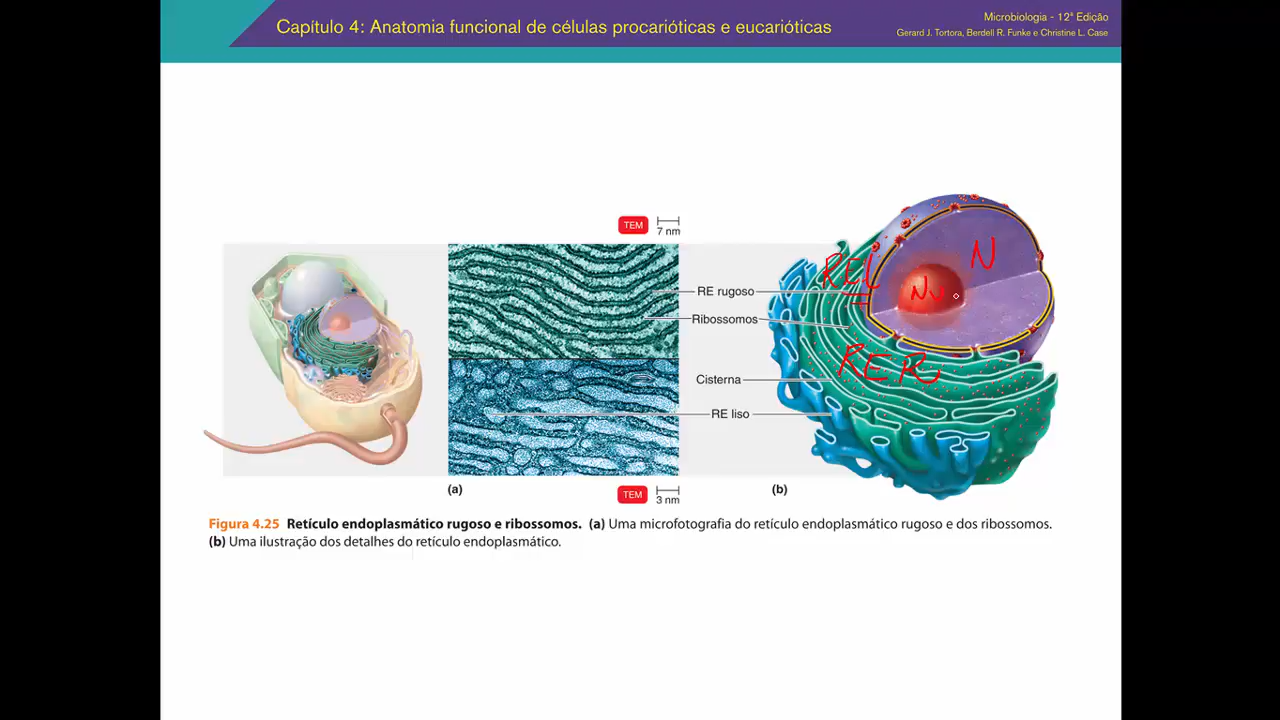 Capítulo 4: Anatomia funcional de células procarióticas e eucarióticas
Microbiologia - 12ª Edição
Gerard J. Tortora, Berdell R. Funke e Christine L. Case
TEM
7 nm
RE rugoso
Ribossomos
Cisterna
RE liso
REL
N
Nu
RER
(a)
TEM
3 nm
(b)
Figura 4.25 Retículo endoplasmático rugoso e ribossomos. (a) Uma microfotografia do retículo endoplasmático rugoso e dos ribossomos.
(b) Uma ilustração dos detalhes do retículo endoplasmático.